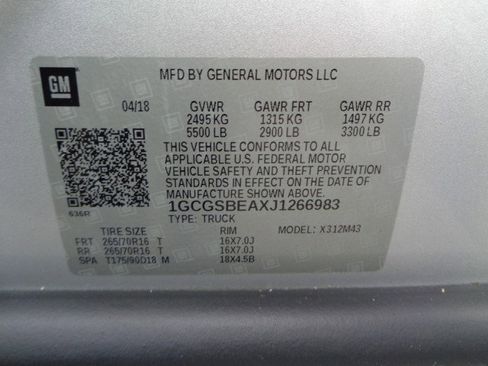 GM
MFD BY GENERAL MOTORS LLC
04/18 GVWR GAWR FRT GAWR RR
2495 KG 1315 KG 1497 KG
5500 LB 2900 LB 3300 LB
THIS VEHICLE CONFORMS TO ALL
APPLICABLE U.S. FEDERAL MOTOR
VEHICLE SAFETY AND THEFT PREVENTION
STANDARDS IN EFFECT ON THE DATE OF
MANUFACTURE SHOWN ABOVE.
1GCGSBEAXJ1266983
636R TYPE: TRUCK
TIRE SIZE RIM MODEL: X312M43
FRT 265/70R16 T 16X7.0J
RR 265/70R16 T 16X7.0J
SPA T175/90D18 M 18X4.5B